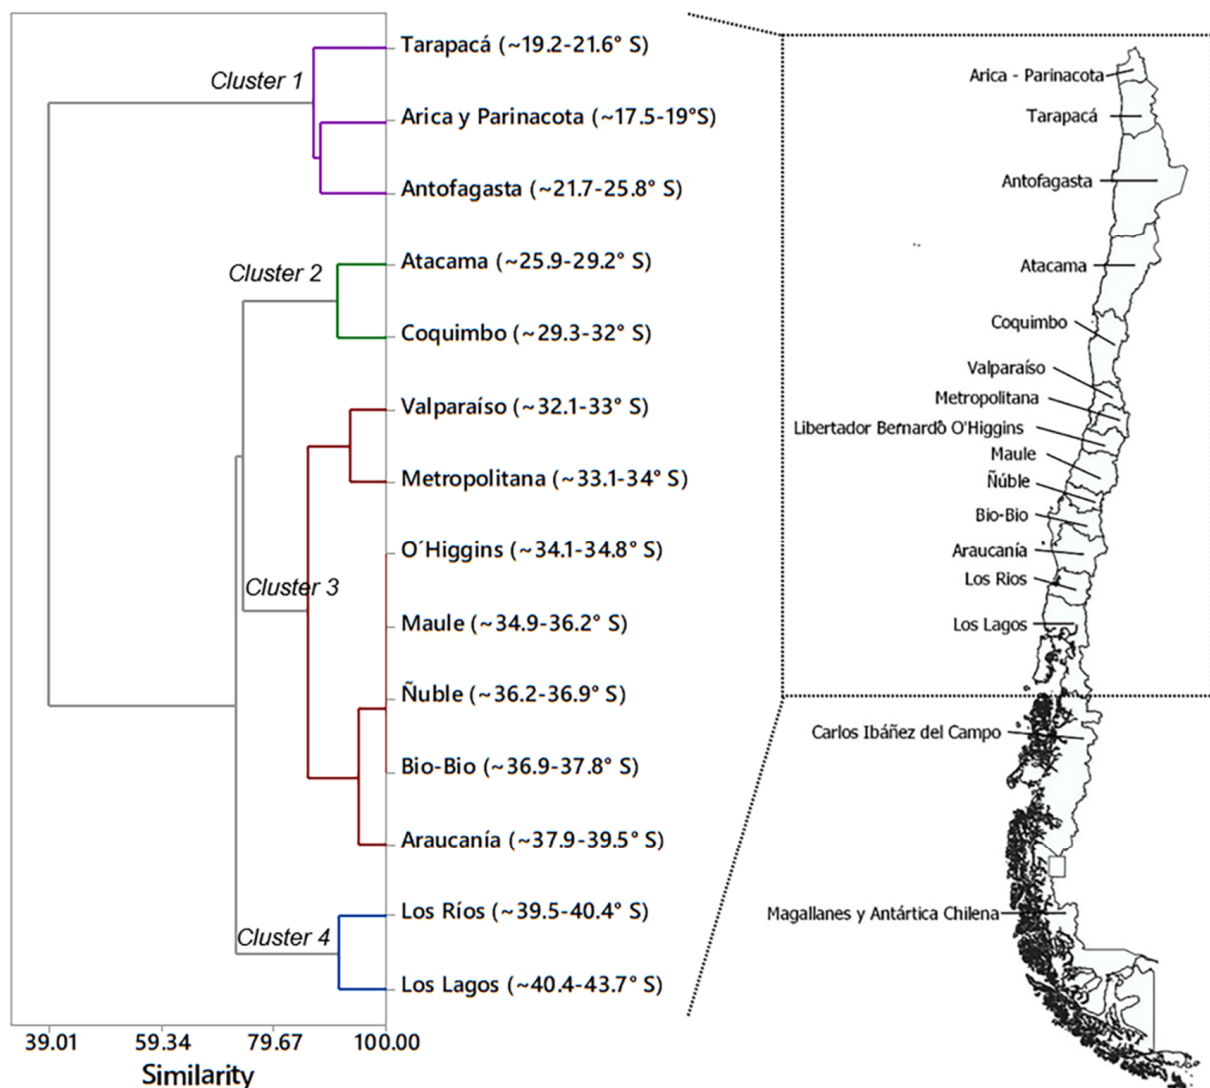 Cluster 1
Tarapacá (~19.2-21.6° S)
Arica y Parinacota (~17.5-19°S)
Antofagasta (~21.7-25.8° S)
Cluster 2
Atacama (~25.9-29.2° S)
Coquimbo (~29.3-32° S)
Valparaíso (~32.1-33° S)
Metropolitana (~33.1-34° S)
O´Higgins (~34.1-34.8° S)
Cluster 3
Maule (~34.9-36.2° S)
Ñuble (~36.2-36.9° S)
Bio-Bio (~36.9-37.8° S)
Araucanía (~37.9-39.5° S)
Los Ríos (~39.5-40.4° S)
Cluster 4
Los Lagos (~40.4-43.7° S)
39.01 59.34 79.67 100.00
Similarity
Arica - Parinacota
Tarapacá
Antofagasta
Atacama
Coquimbo
Valparaíso
Metropolitana
Libertador Bernardo O'Higgins
Maule
Ñúble
Bio-Bio
Araucanía
Los Rios
Los Lagos
Carlos Ibáñez del Campo
Magallanes y Antártica Chilena